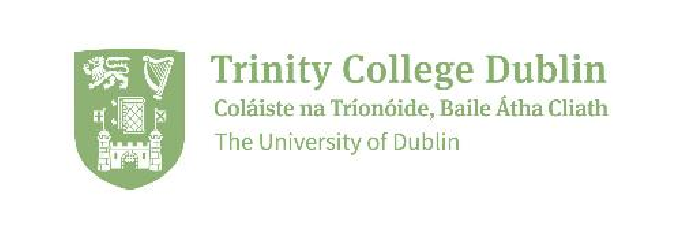 Trinity College Dublin
Coláiste na Tríonóide, Baile Átha Cliath
The University of Dublin